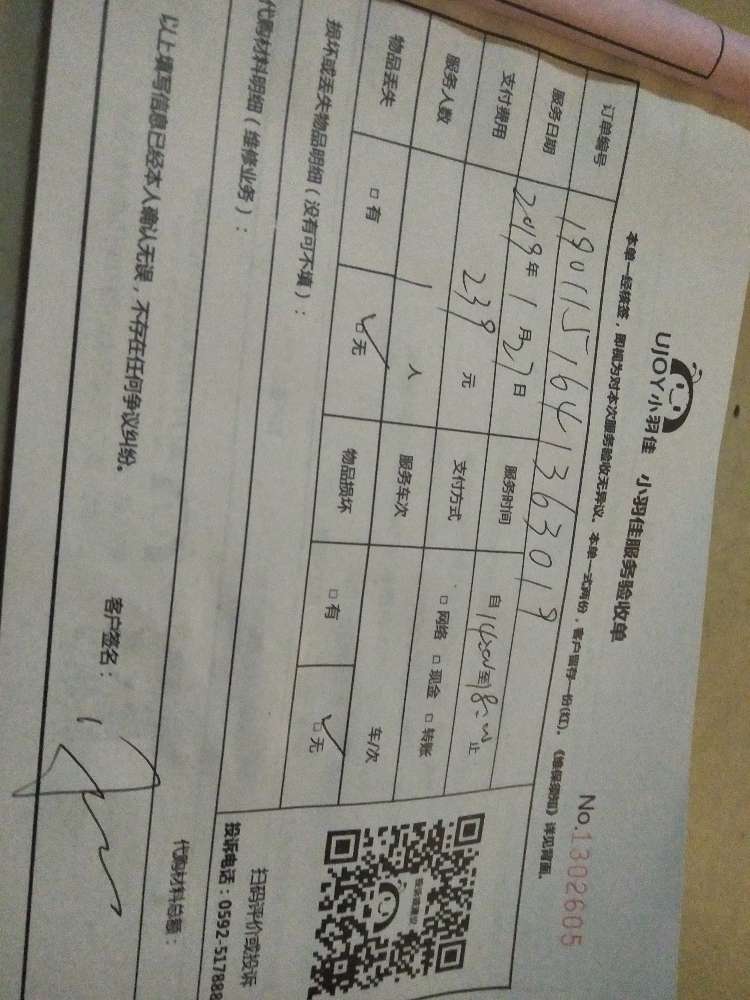 UJOY小羽佳 小羽佳服务验收单
No.1302605
本单一经核签，即视为对本次服务验收无异议。本单一式两份，客户留存一份(红)。《维保须知》详见背面。
订单编号 1901151641363019
服务日期 2019年1月27日 服务时间 自14:00至18:00止
支付费用 239元 支付方式 □网络 □现金 □转账
服务人数 1人 服务车次 车/次
物品丢失 □有 ☑无 物品损坏 □有 ☑无
损坏或丢失物品明细（没有可不填）：
代购材料明细（维修业务）：
扫码评价或投诉
投诉电话：0592-517888
代购材料总额：
以上填写信息已经本人确认无误，不存在任何争议纠纷。
客户签名：